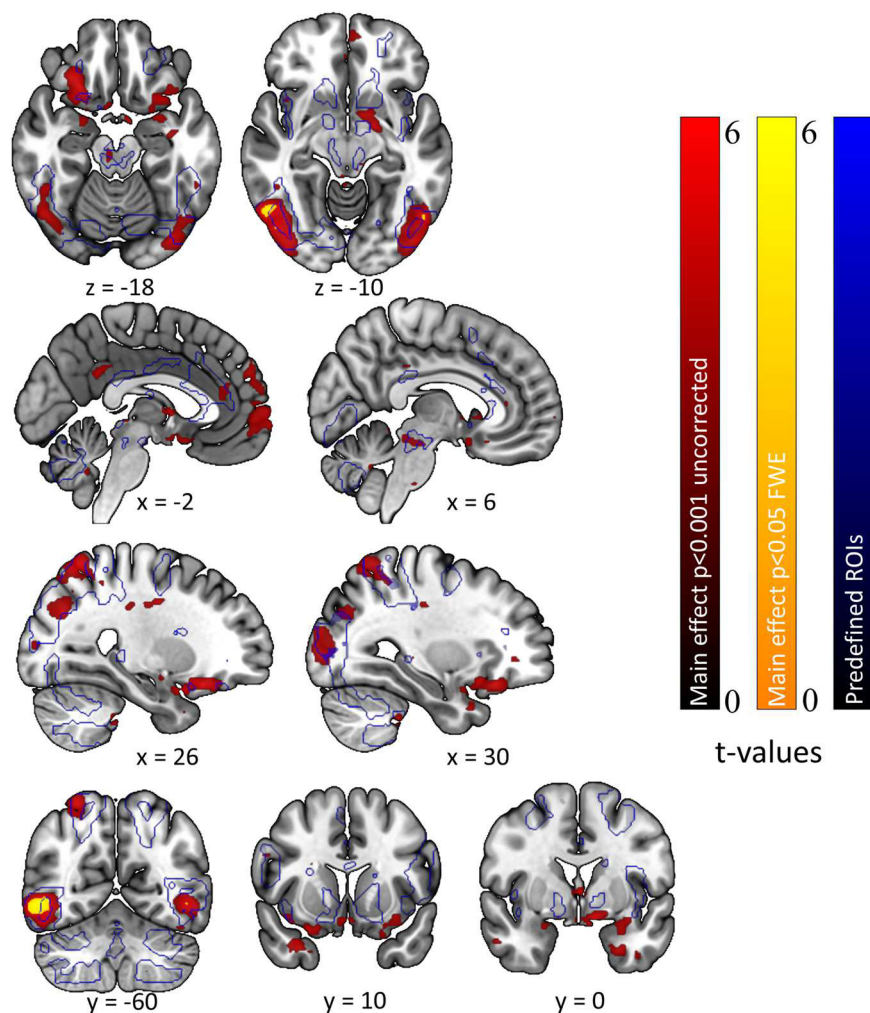 z = -18
z = -10
x = -2
x = 6
x = 26
x = 30
y = -60
y = 10
y = 0
6
6
Main effect p<0.001 uncorrected
Main effect p<0.05 FWE
Predefined ROIs
0
0
t-values